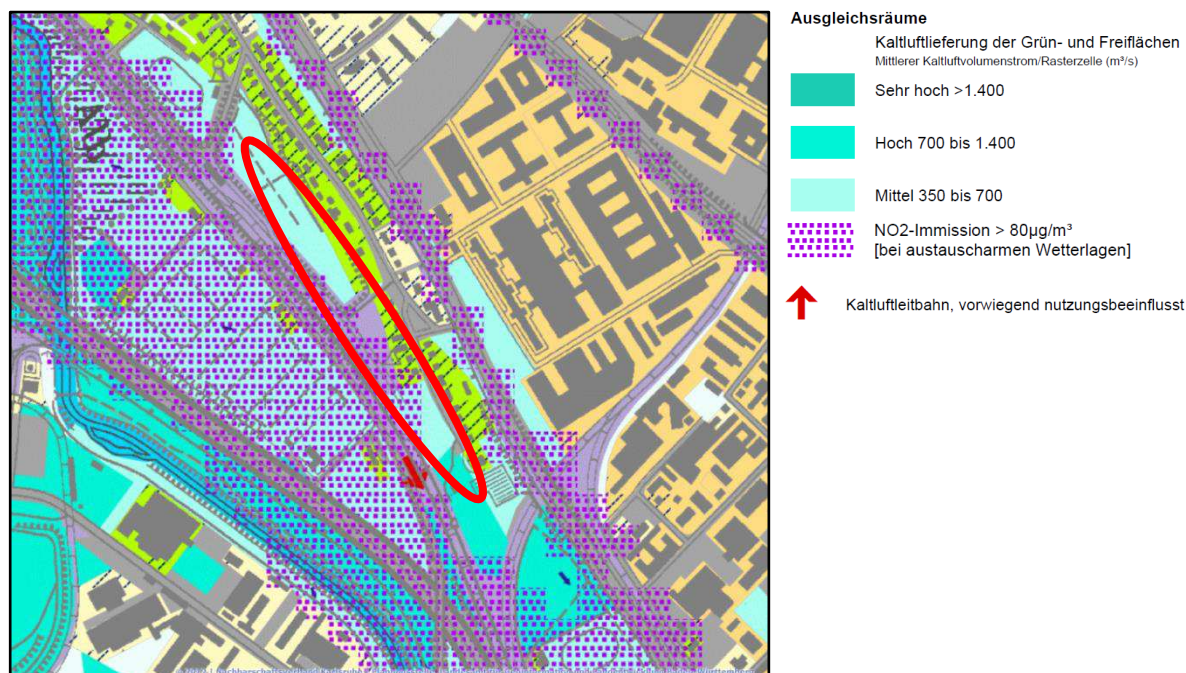 Ausgleichsräume
Kaltluftlieferung der Grün- und Freiflächen
Mittlerer Kaltluftvolumenstrom/Rasterzelle (m³/s)
Sehr hoch >1.400
Hoch 700 bis 1.400
Mittel 350 bis 700
NO2-Immission > 80µg/m³
[bei austauscharmen Wetterlagen]
Kaltluftleitbahn, vorwiegend nutzungsbeeinflusst